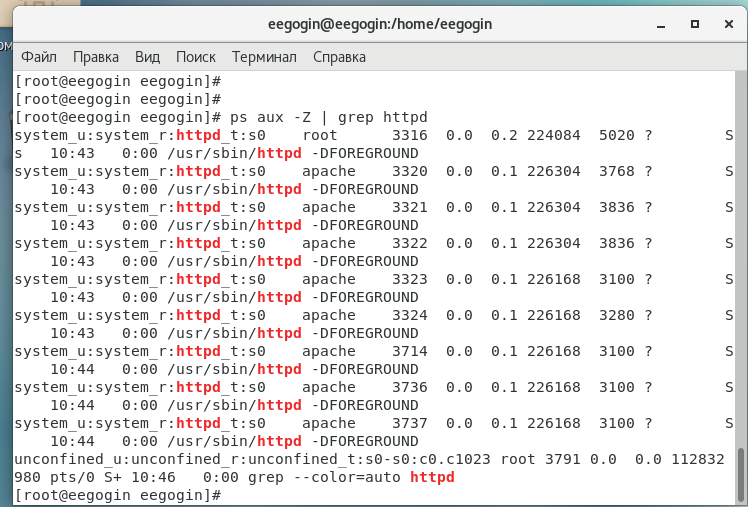 eegogin@eegogin:/home/eegogin
Файл Правка Вид Поиск Терминал Справка
[root@eegogin eegogin]#
[root@eegogin eegogin]#
[root@eegogin eegogin]# ps aux -Z | grep httpd
system_u:system_r:httpd_t:s0    root      3316  0.0  0.2 224084  5020 ?        S
s   10:43   0:00 /usr/sbin/httpd -DFOREGROUND
system_u:system_r:httpd_t:s0    apache    3320  0.0  0.1 226304  3768 ?        S
    10:43   0:00 /usr/sbin/httpd -DFOREGROUND
system_u:system_r:httpd_t:s0    apache    3321  0.0  0.1 226304  3836 ?        S
    10:43   0:00 /usr/sbin/httpd -DFOREGROUND
system_u:system_r:httpd_t:s0    apache    3322  0.0  0.1 226304  3836 ?        S
    10:43   0:00 /usr/sbin/httpd -DFOREGROUND
system_u:system_r:httpd_t:s0    apache    3323  0.0  0.1 226168  3100 ?        S
    10:43   0:00 /usr/sbin/httpd -DFOREGROUND
system_u:system_r:httpd_t:s0    apache    3324  0.0  0.1 226168  3280 ?        S
    10:43   0:00 /usr/sbin/httpd -DFOREGROUND
system_u:system_r:httpd_t:s0    apache    3714  0.0  0.1 226168  3100 ?        S
    10:44   0:00 /usr/sbin/httpd -DFOREGROUND
system_u:system_r:httpd_t:s0    apache    3736  0.0  0.1 226168  3100 ?        S
    10:44   0:00 /usr/sbin/httpd -DFOREGROUND
system_u:system_r:httpd_t:s0    apache    3737  0.0  0.1 226168  3100 ?        S
    10:44   0:00 /usr/sbin/httpd -DFOREGROUND
unconfined_u:unconfined_r:unconfined_t:s0-s0:c0.c1023 root 3791 0.0  0.0 112832
980 pts/0 S+ 10:46   0:00 grep --color=auto httpd
[root@eegogin eegogin]#